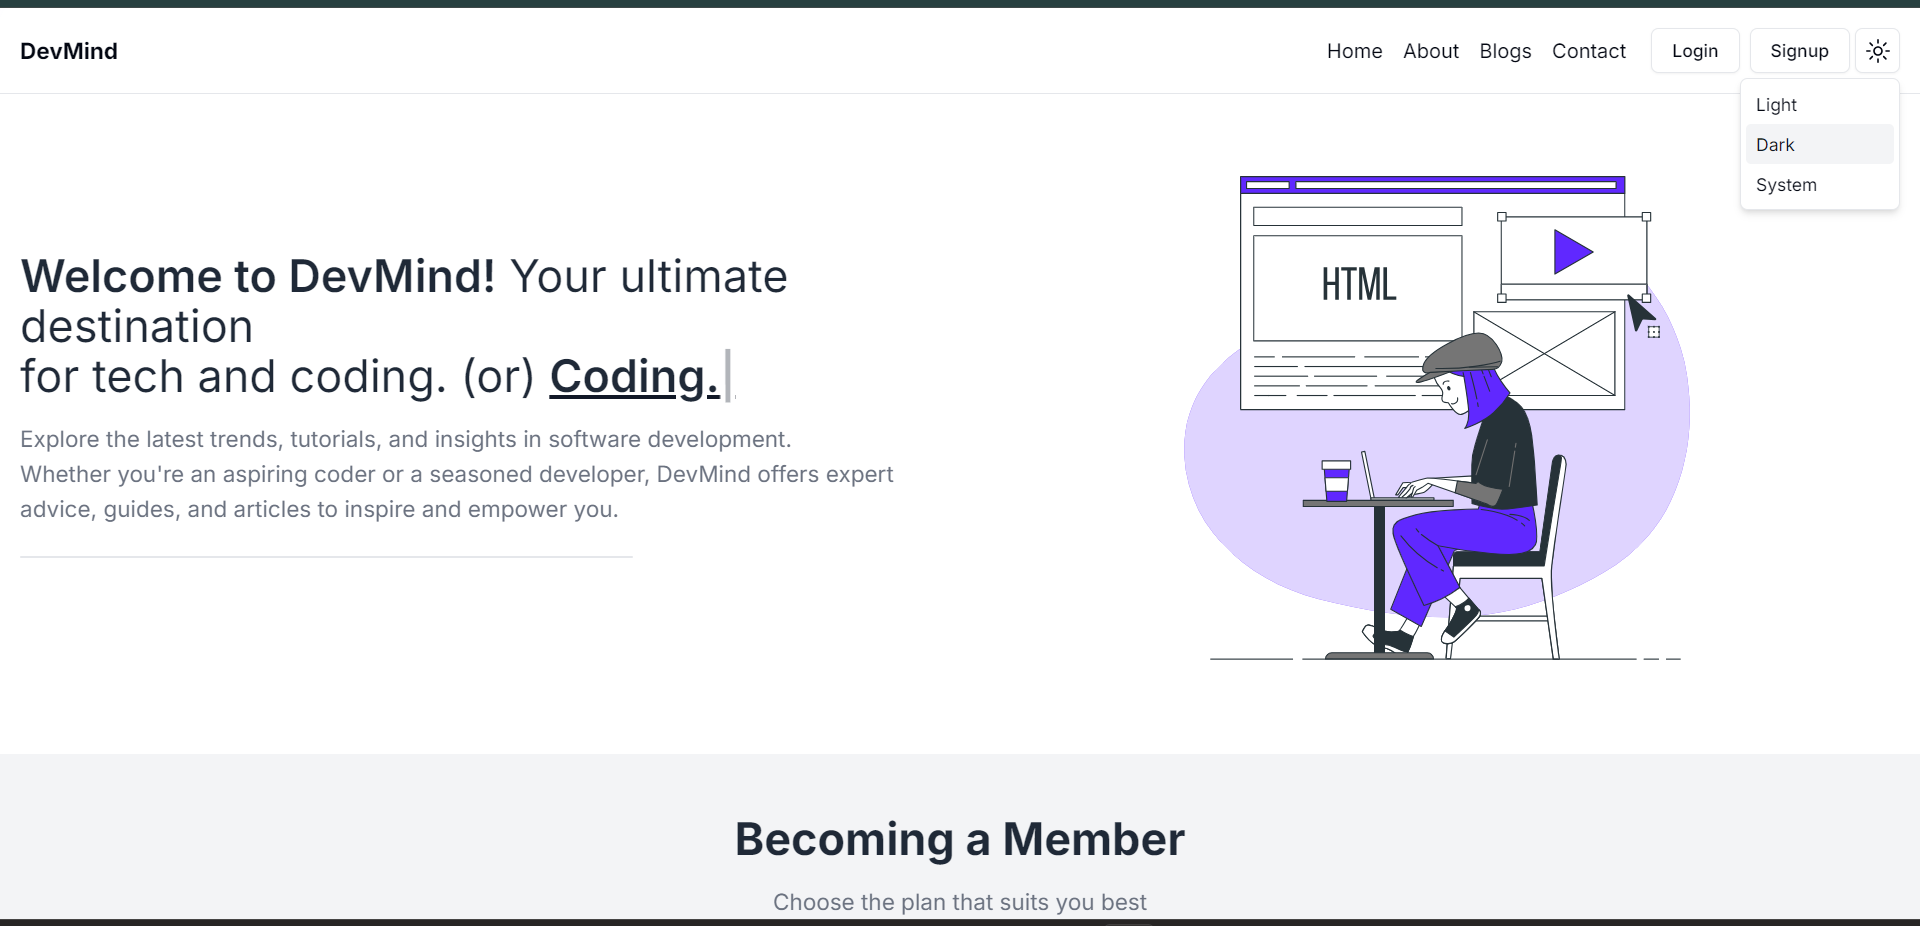 DevMind
Home About Blogs Contact Login Signup
Light
Dark
System
Welcome to DevMind! Your ultimate
destination
for tech and coding. (or) Coding.
Explore the latest trends, tutorials, and insights in software development.
Whether you're an aspiring coder or a seasoned developer, DevMind offers expert
advice, guides, and articles to inspire and empower you.
HTML
Becoming a Member
Choose the plan that suits you best